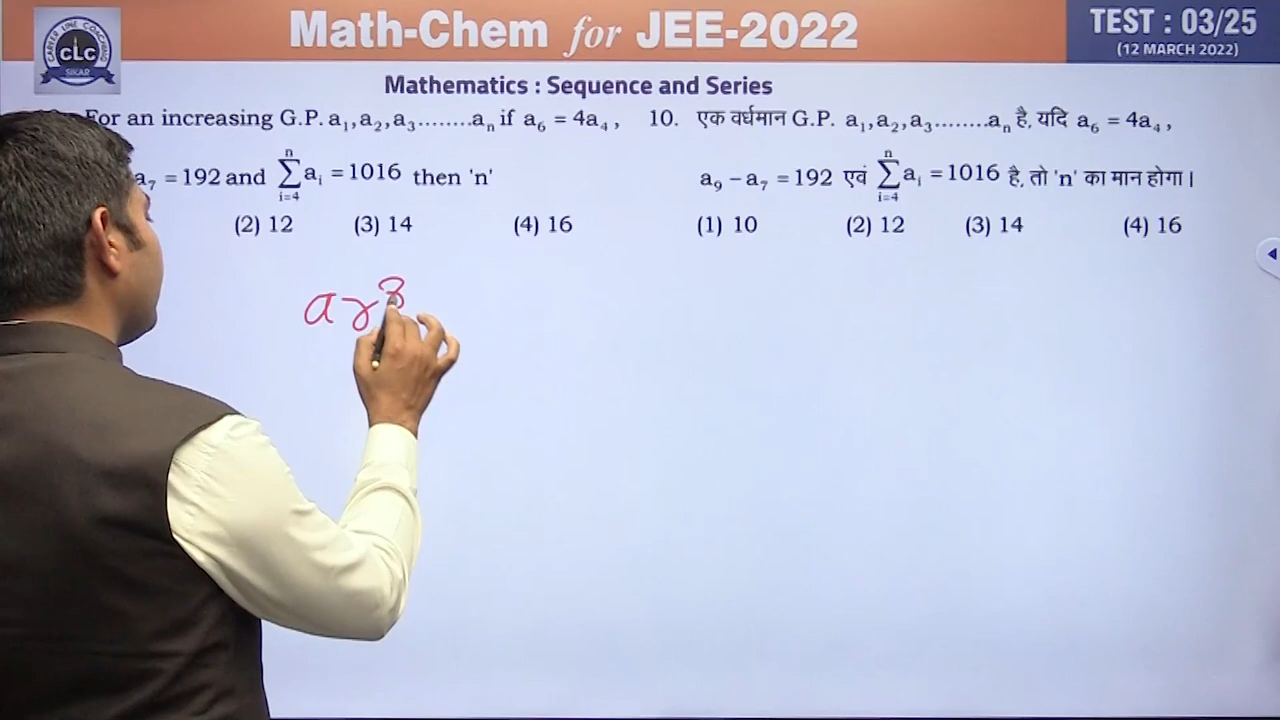 CAREER LINE COACHING
CLC
SIKAR
Math-Chem for JEE-2022
TEST : 03/25
(12 MARCH 2022)
Mathematics : Sequence and Series
For an increasing G.P. a₁,a₂,a₃........aₙ if a₆ = 4a₄,
a₇ = 192 and ∑ⁿᵢ₌₄ aᵢ = 1016 then 'n'
(2) 12 (3) 14 (4) 16
10. एक वर्धमान G.P. a₁,a₂,a₃........aₙ है, यदि a₆ = 4a₄,
a₉ – a₇ = 192 एवं ∑ⁿᵢ₌₄ aᵢ = 1016 है, तो 'n' का मान होगा।
(1) 10 (2) 12 (3) 14 (4) 16
ar³